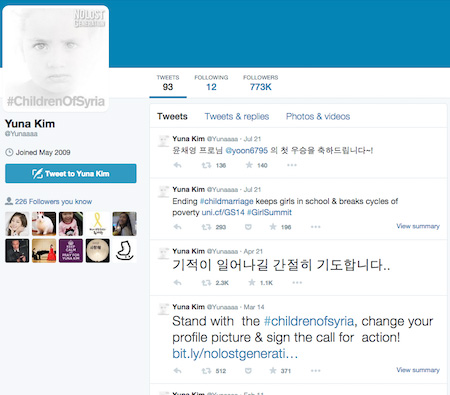 NOLOST
GENERATION
#ChildrenOfSyria
Yuna Kim
@Yunaaaa
Joined May 2009
Tweet to Yuna Kim
226 Followers you know
KEEP
CALM
AND
PRAY FOR
YUNA KIM
TWEETS FOLLOWING FOLLOWERS
93 12 773K
Tweets Tweets & replies Photos & videos
Yuna Kim @Yunaaaa · Jul 21
윤채영 프로님 @yoon6795 의 첫 우승을 축하드립니다~!
136 140
Yuna Kim @Yunaaaa · Jul 21
Ending #childmarriage keeps girls in school & breaks cycles of
poverty uni.cf/GS14 #GirlSummit
293 198 View summary
Yuna Kim @Yunaaaa · Apr 21
기적이 일어나길 간절히 기도합니다..
2.3K 1.1K
Yuna Kim @Yunaaaa · Mar 14
Stand with the #childrenofsyria, change your
profile picture & sign the call for action!
bit.ly/nolostgenerati…
512 371 View summary
Yuna Kim @Yunaaaa · Feb 11